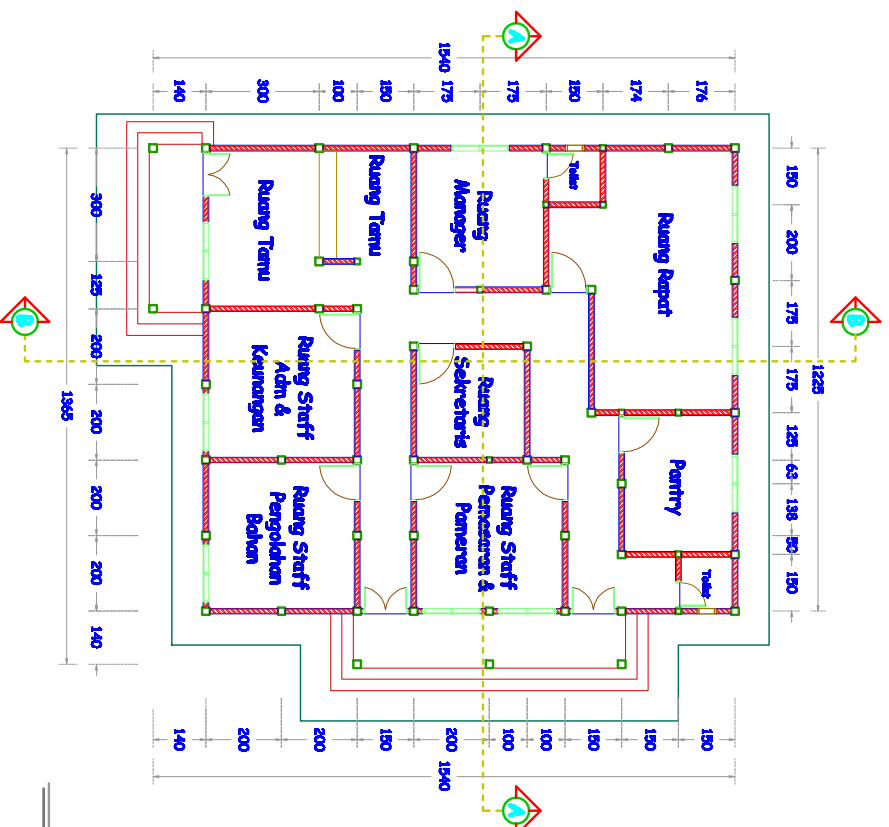 A
1540
140
300
100
150
175
175
150
174
176
Ruang Tamu
Ruang Tamu
Ruang
Manager
Toilet
Ruang Rapat
150
200
175
175
125
63
138
50
150
1225
300
125
200
200
200
200
140
1365
B
B
Ruang Staff
Adm &
Keunangan
Ruang
Sekretaris
Pantry
Ruang Staff
Pengolahan
Bahan
Ruang Staff
Pemasaran &
Pameran
Toilet
140
200
200
150
200
100
100
150
150
150
1540
A